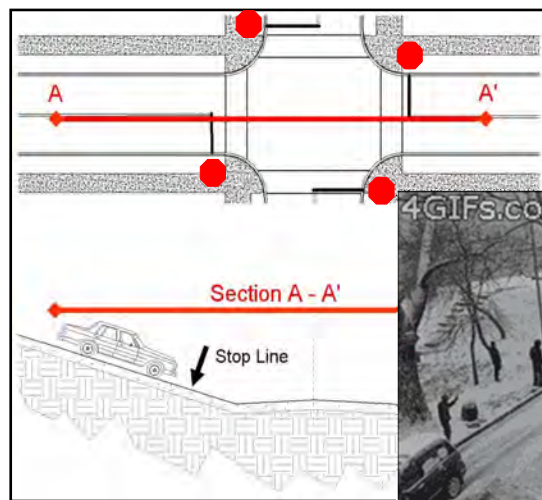 A
A'
4GIFs.co
Section A - A'
Stop Line